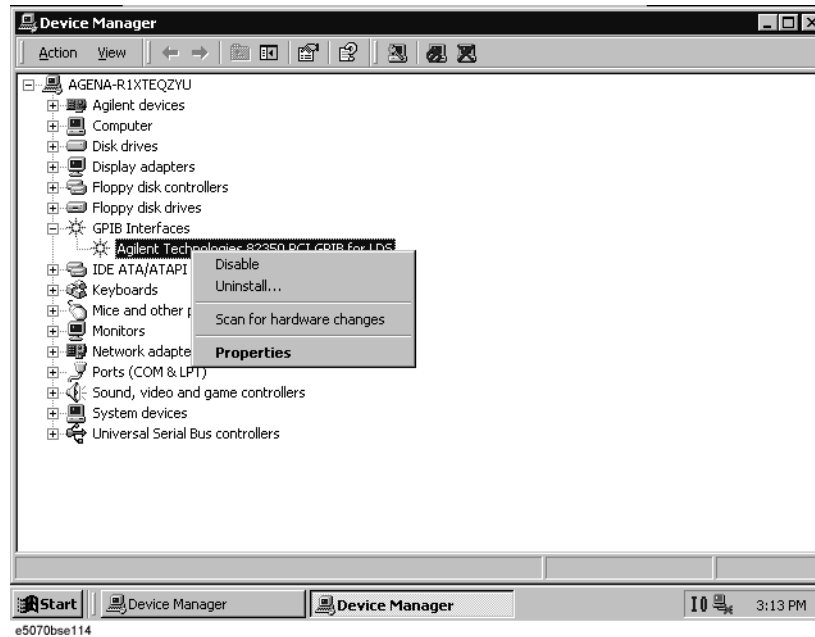 Device Manager
Action View
AGENA-R1XTEQZYU
Agilent devices
Computer
Disk drives
Display adapters
Floppy disk controllers
Floppy disk drives
GPIB Interfaces
Agilent Technologies 82350 PCI GPIB for LDS
Disable
IDE ATA/ATAPI
Uninstall...
Keyboards
Mice and other
Scan for hardware changes
Monitors
Network adapte
Properties
Ports (COM & LPT)
Sound, video and game controllers
System devices
Universal Serial Bus controllers
Start Device Manager Device Manager IO 3:13 PM
e5070bse114